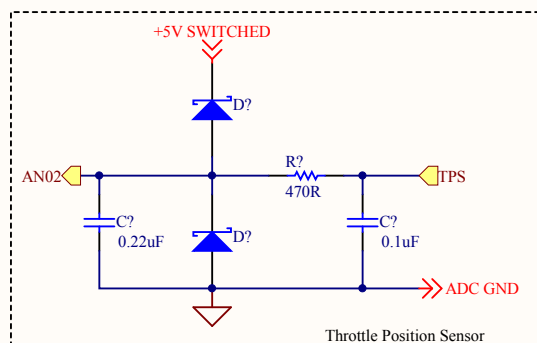 +5V SWITCHED
D?
AN02
R?
470R
TPS
C?
0.22uF
D?
C?
0.1uF
ADC GND
Throttle Position Sensor